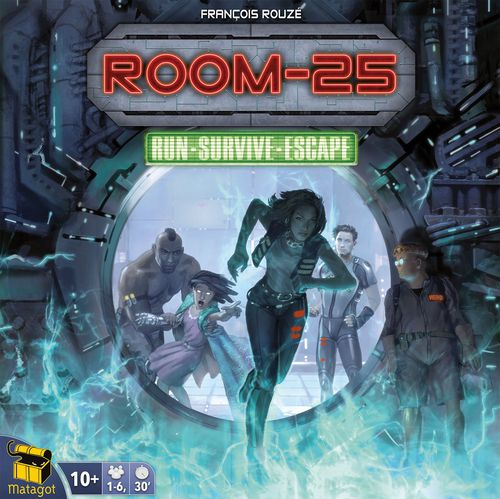 FRANÇOIS ROUZÉ
ROOM-25
RUN-SURVIVE-ESCAPE
matagot
10+
1-6,
30'